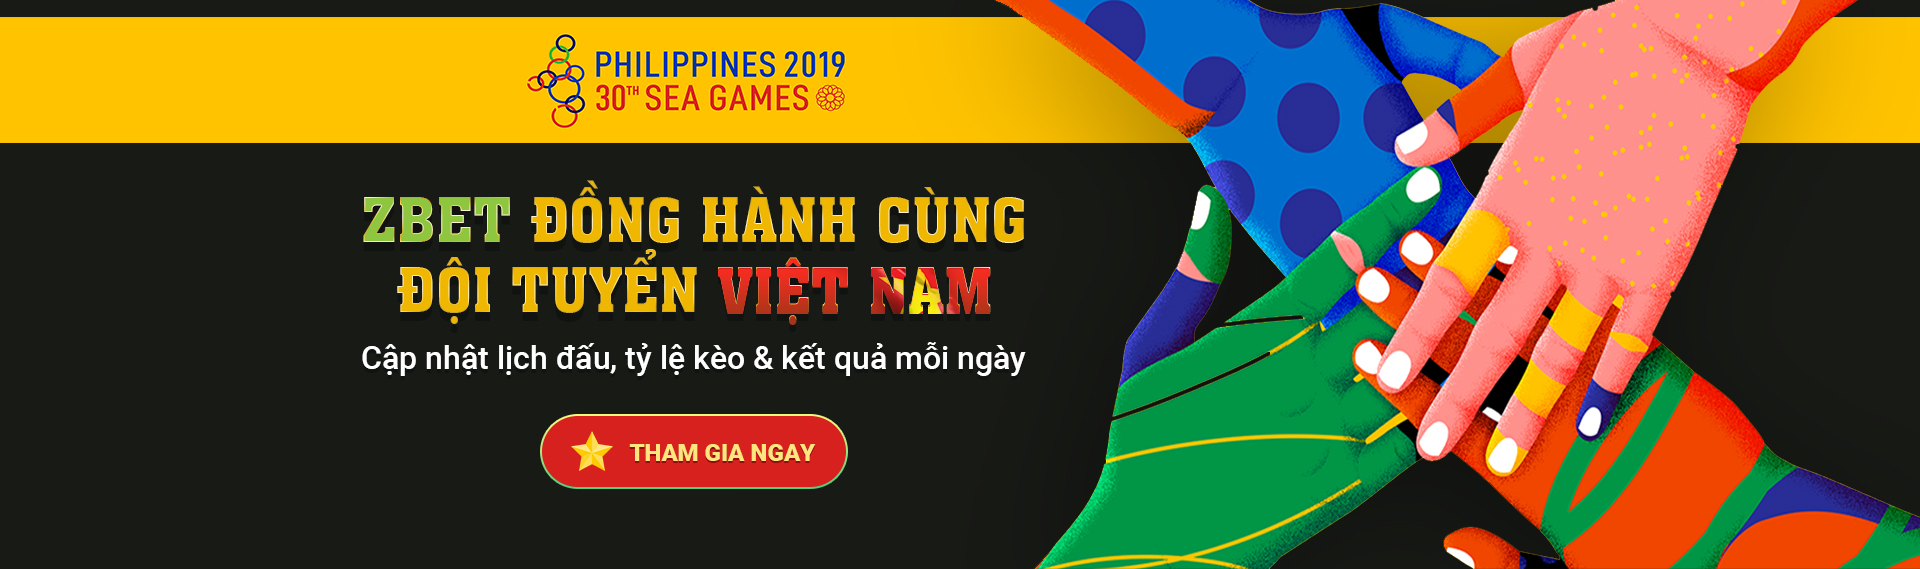 PHILIPPINES 2019
30TH SEA GAMES
ZBET ĐỒNG HÀNH CÙNG
ĐỘI TUYỂN VIỆT NAM
Cập nhật lịch đấu, tỷ lệ kèo & kết quả mỗi ngày
THAM GIA NGAY